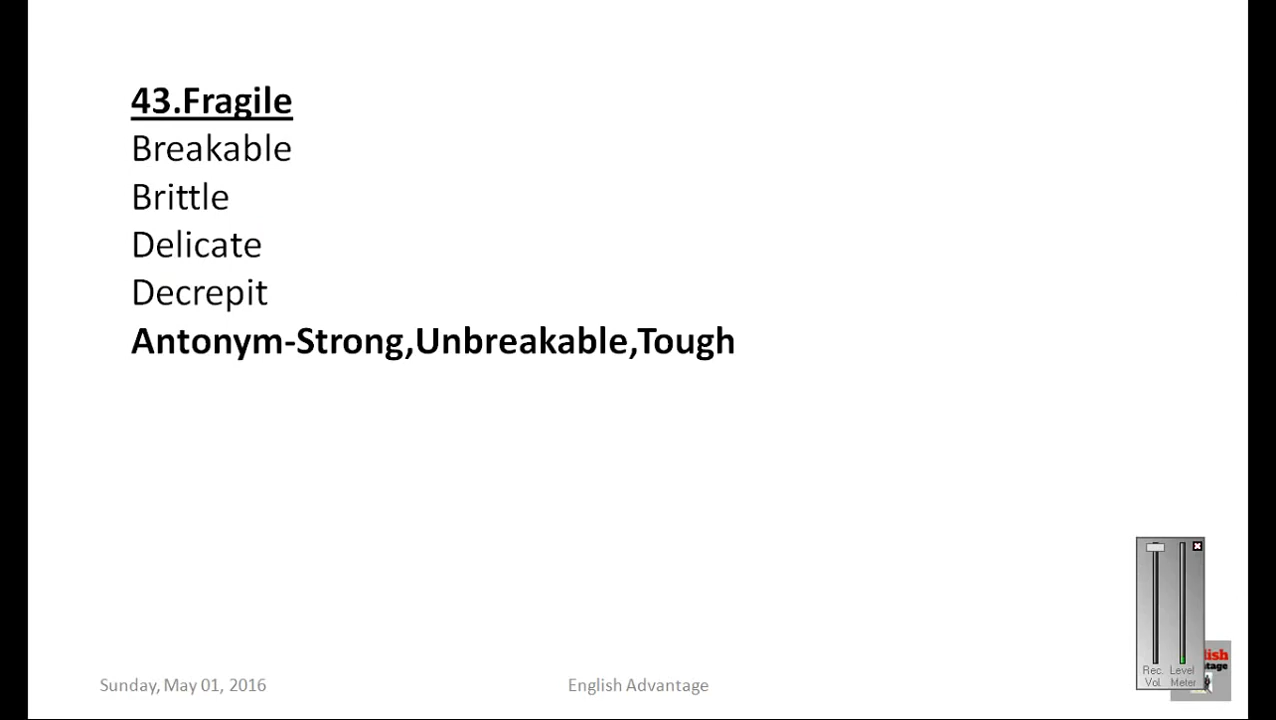 43.Fragile
Breakable
Brittle
Delicate
Decrepit
Antonym-Strong,Unbreakable,Tough
Rec. Level
Vol. Meter
Sunday, May 01, 2016
English Advantage